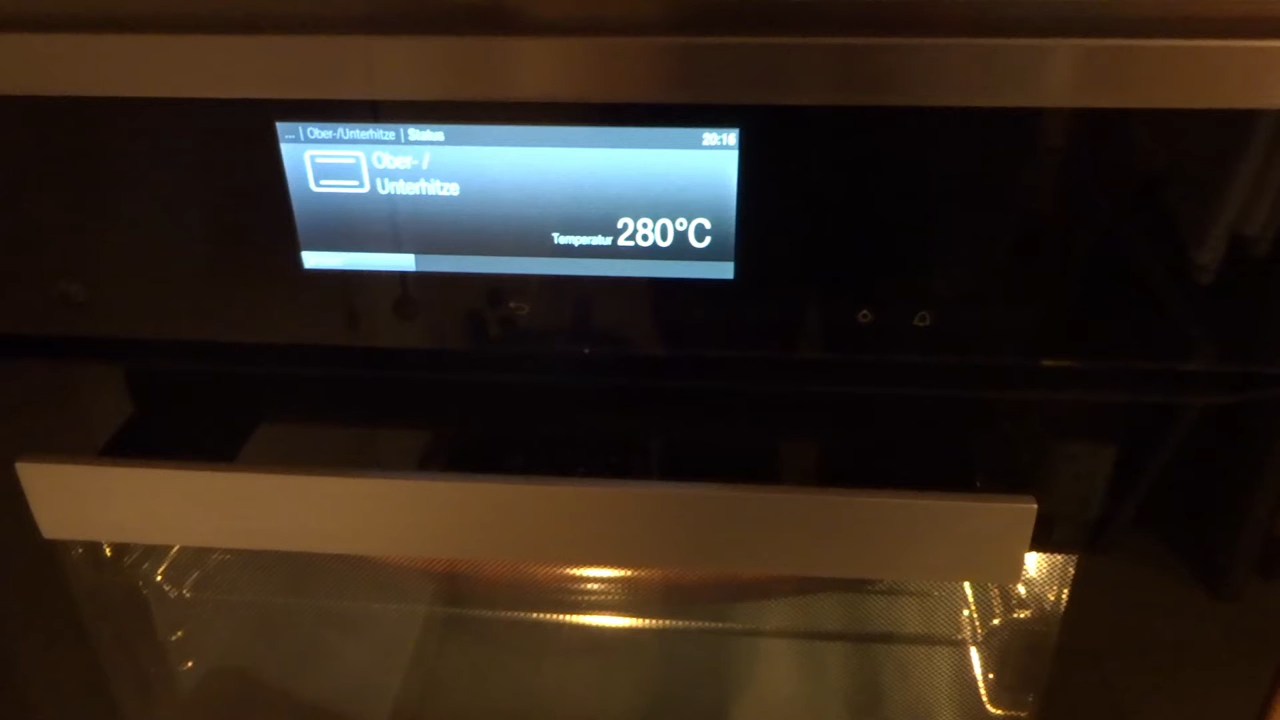 ... | Ober-/Unterhitze | Status 20:16
Ober- /
Unterhitze
Temperatur 280°C